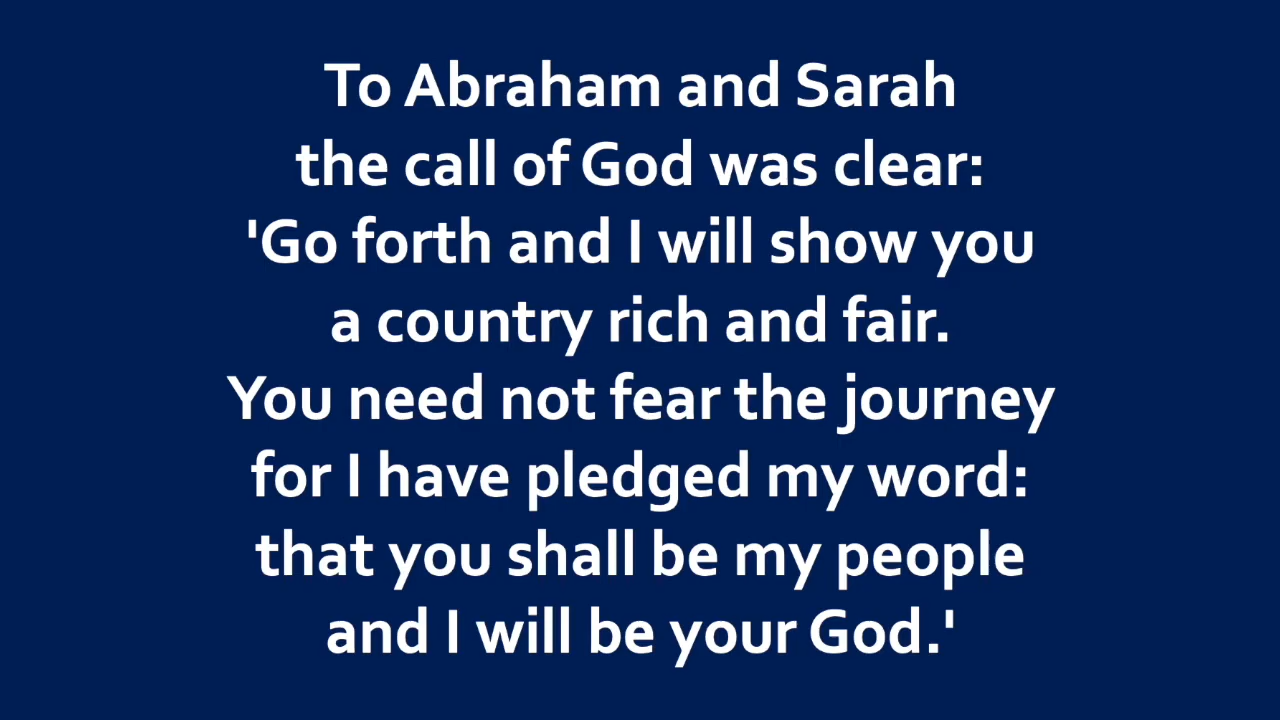 To Abraham and Sarah
the call of God was clear:
'Go forth and I will show you
a country rich and fair.
You need not fear the journey
for I have pledged my word:
that you shall be my people
and I will be your God.'